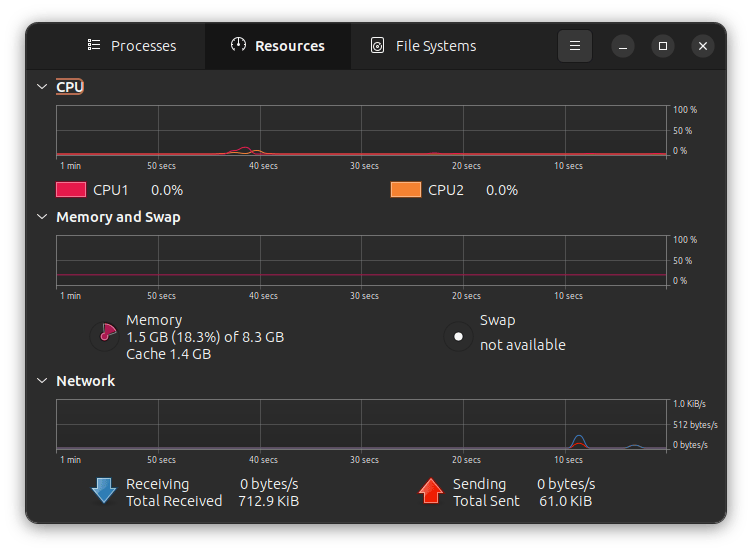 Processes Resources File Systems
CPU
100 %
50 %
0 %
1 min 50 secs 40 secs 30 secs 20 secs 10 secs
CPU1 0.0% CPU2 0.0%
Memory and Swap
100 %
50 %
0 %
1 min 50 secs 40 secs 30 secs 20 secs 10 secs
Memory
1.5 GB (18.3%) of 8.3 GB
Cache 1.4 GB
Swap
not available
Network
1.0 KiB/s
512 bytes/s
0 bytes/s
1 min 50 secs 40 secs 30 secs 20 secs 10 secs
Receiving 0 bytes/s
Total Received 712.9 KiB
Sending 0 bytes/s
Total Sent 61.0 KiB